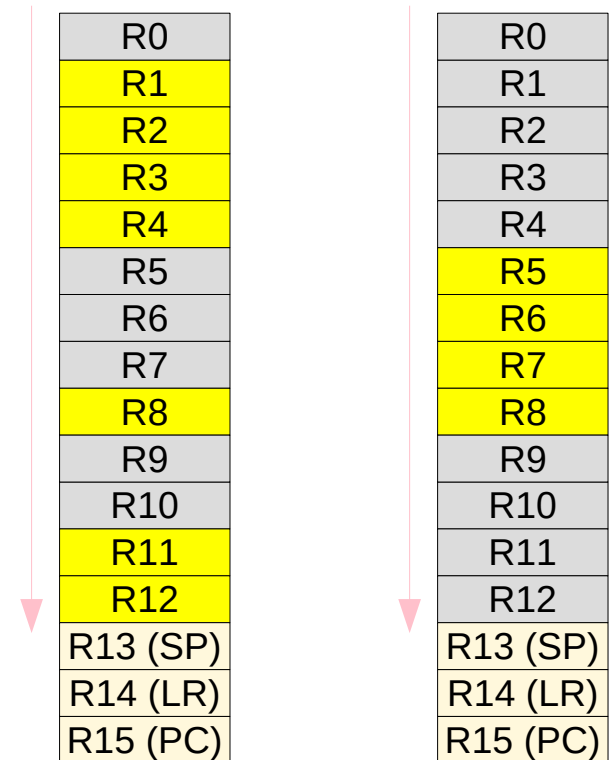 R0
R1
R2
R3
R4
R5
R6
R7
R8
R9
R10
R11
R12
R13 (SP)
R14 (LR)
R15 (PC)
R0
R1
R2
R3
R4
R5
R6
R7
R8
R9
R10
R11
R12
R13 (SP)
R14 (LR)
R15 (PC)